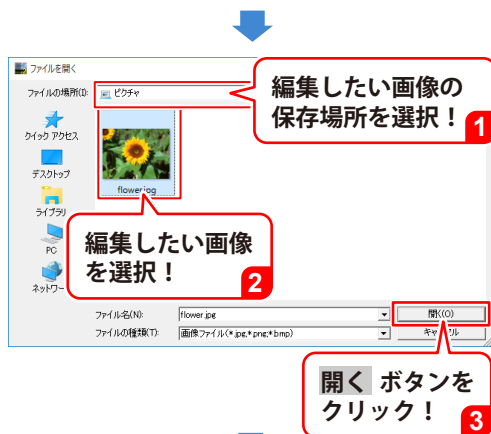 ファイルを開く
ファイルの場所(I):
ピクチャ
編集したい画像の
保存場所を選択！
1
クイック アクセス
デスクトップ
flower.jpg
ライブラリ
編集したい画像
を選択！
2
PC
ネットワーク
ファイル名(N):
flower.jpg
開く(O)
ファイルの種類(T):
画像ファイル(*.jpg,*.png;*.bmp)
開く ボタンを
クリック！
3